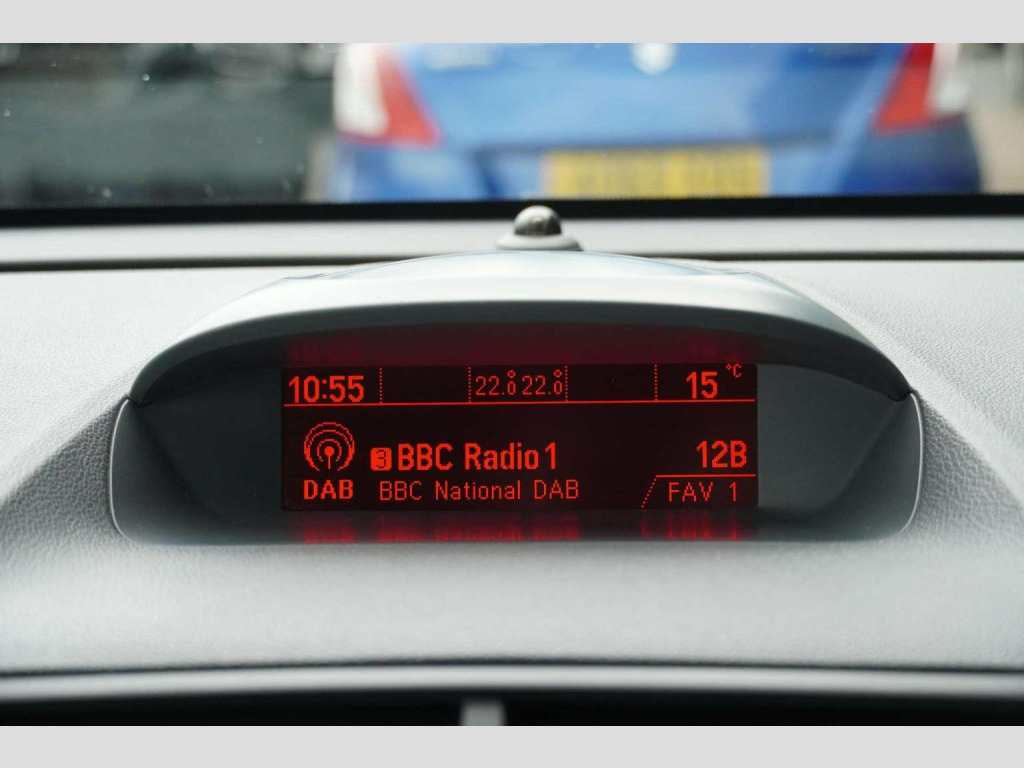 10:55 22.0 22.0 15 °C
3 BBC Radio 1 12B
DAB BBC National DAB FAV 1